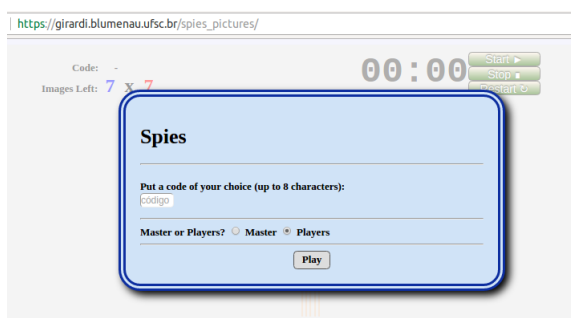 https://girardi.blumenau.ufsc.br/spies_pictures/
Code: -
00:00
Start ▶
Stop ■
Restart ↻
Images Left: 7 x 7
Spies
Put a code of your choice (up to 8 characters):
código
Master or Players? Master Players
Play